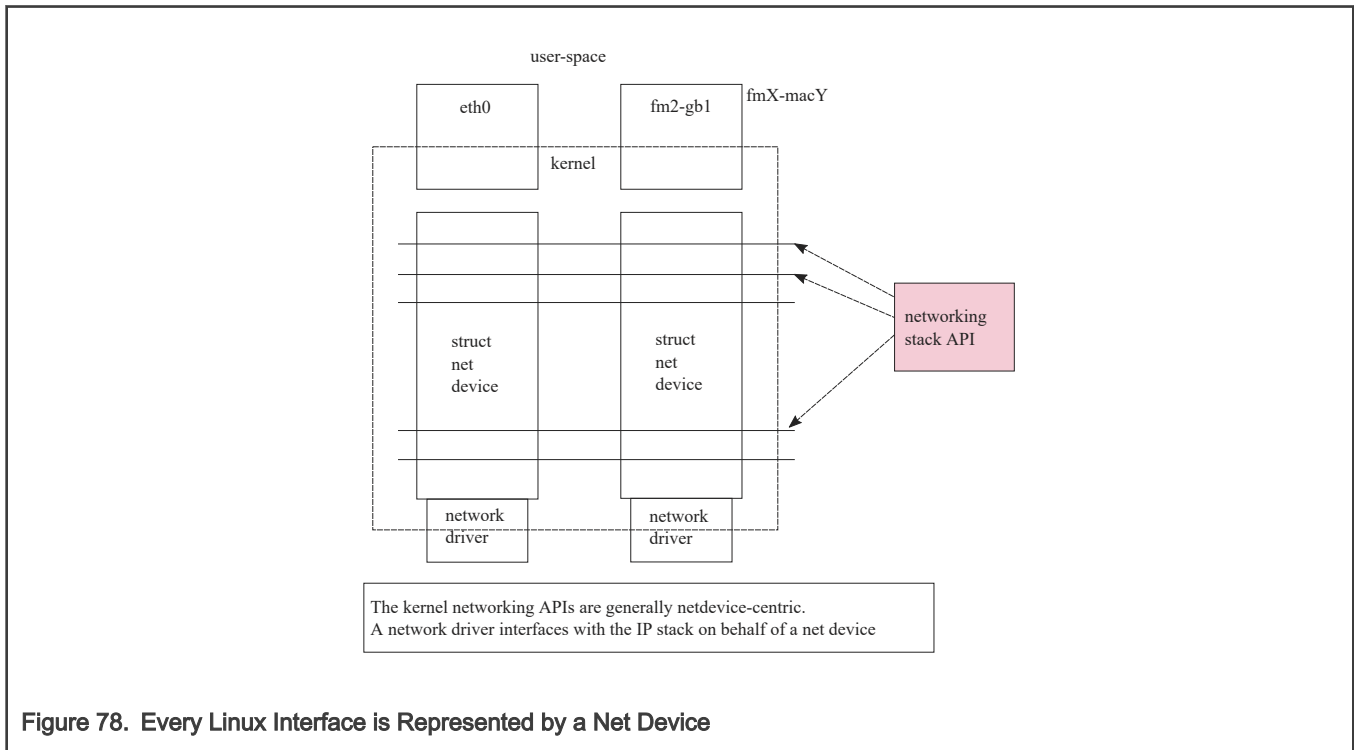 user-space
eth0
fm2-gb1
fmX-macY
kernel
struct
net
device
struct
net
device
networking
stack API
network
driver
network
driver
The kernel networking APIs are generally netdevice-centric.
A network driver interfaces with the IP stack on behalf of a net device
Figure 78. Every Linux Interface is Represented by a Net Device